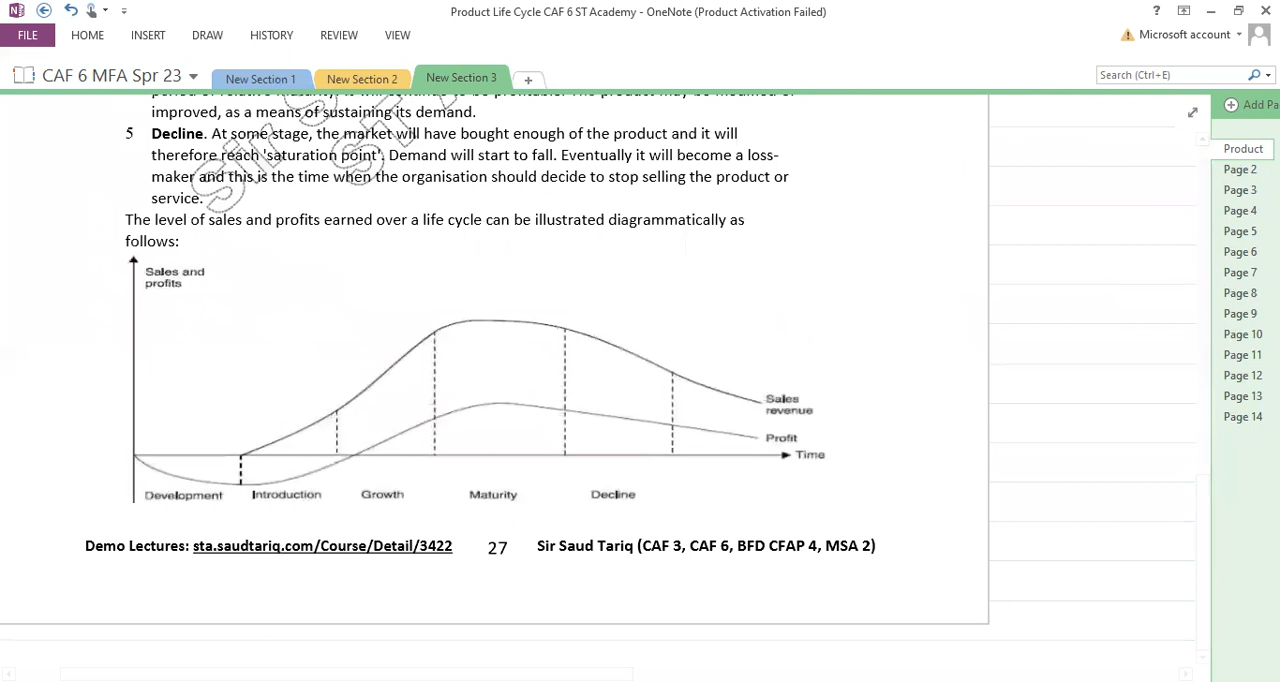 Product Life Cycle CAF 6 ST Academy - OneNote (Product Activation Failed)
FILE HOME INSERT DRAW HISTORY REVIEW VIEW
Microsoft account
CAF 6 MFA Spr 23 New Section 1 New Section 2 New Section 3
Search (Ctrl+E)
Add Pa
improved, as a means of sustaining its demand.
5 Decline. At some stage, the market will have bought enough of the product and it will
therefore reach 'saturation point'. Demand will start to fall. Eventually it will become a loss-
maker and this is the time when the organisation should decide to stop selling the product or
service.
The level of sales and profits earned over a life cycle can be illustrated diagrammatically as
follows:
Sales and
profits
Sales
revenue
Profit
Time
Development Introduction Growth Maturity Decline
Demo Lectures: sta.saudtariq.com/Course/Detail/3422 27 Sir Saud Tariq (CAF 3, CAF 6, BFD CFAP 4, MSA 2)
Product
Page 2
Page 3
Page 4
Page 5
Page 6
Page 7
Page 8
Page 9
Page 10
Page 11
Page 12
Page 13
Page 14